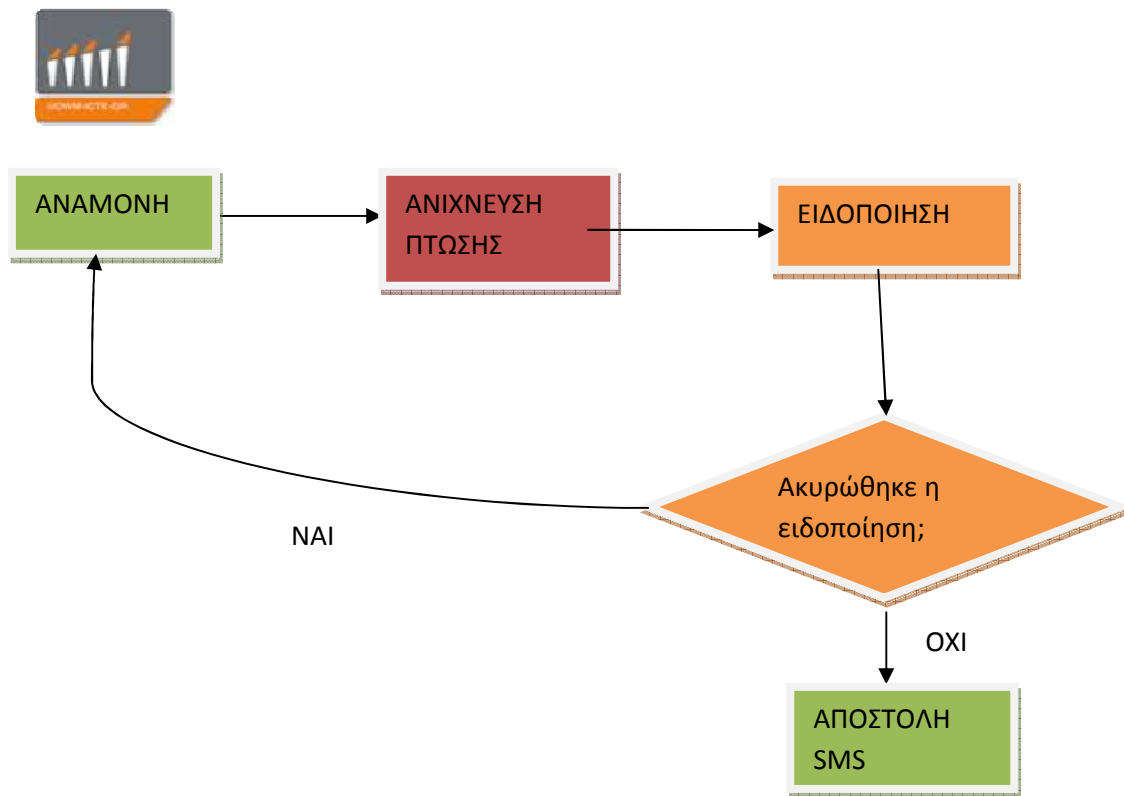 ΑΝΑΜΟΝΗ
ΑΝΙΧΝΕΥΣΗ
ΠΤΩΣΗΣ
ΕΙΔΟΠΟΙΗΣΗ
Ακυρώθηκε η
ειδοποίηση;
ΝΑΙ
ΟΧΙ
ΑΠΟΣΤΟΛΗ
SMS